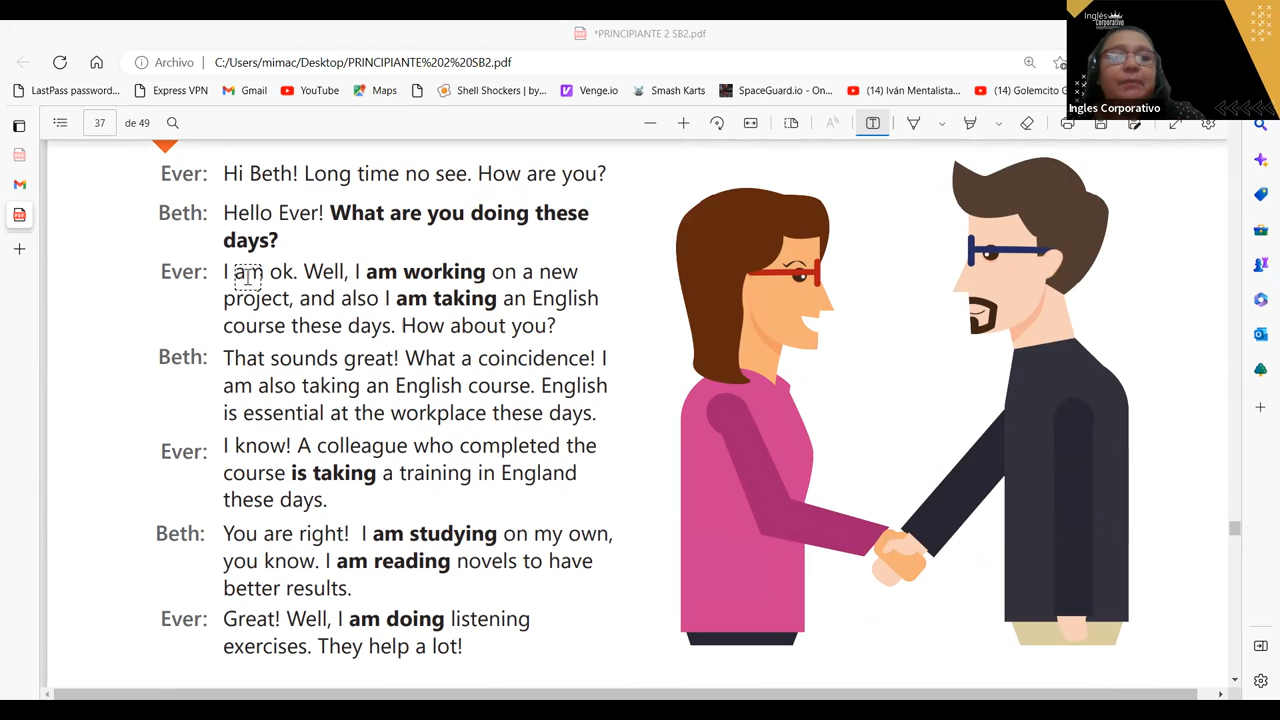 Inglés
Corporativo
*PRINCIPIANTE 2 SB2.pdf
Archivo C:/Users/mimac/Desktop/PRINCIPIANTE%202%20SB2.pdf
Ingles Corporativo
LastPass password... Express VPN Gmail YouTube Maps Shell Shockers | by... Venge.io Smash Karts SpaceGuard.io - On... (14) Iván Mentalista... (14) Golemcito G
37 de 49
Ever: Hi Beth! Long time no see. How are you?
Beth: Hello Ever! What are you doing these
days?
Ever: I am ok. Well, I am working on a new
project, and also I am taking an English
course these days. How about you?
Beth: That sounds great! What a coincidence! I
am also taking an English course. English
is essential at the workplace these days.
Ever: I know! A colleague who completed the
course is taking a training in England
these days.
Beth: You are right! I am studying on my own,
you know. I am reading novels to have
better results.
Ever: Great! Well, I am doing listening
exercises. They help a lot!